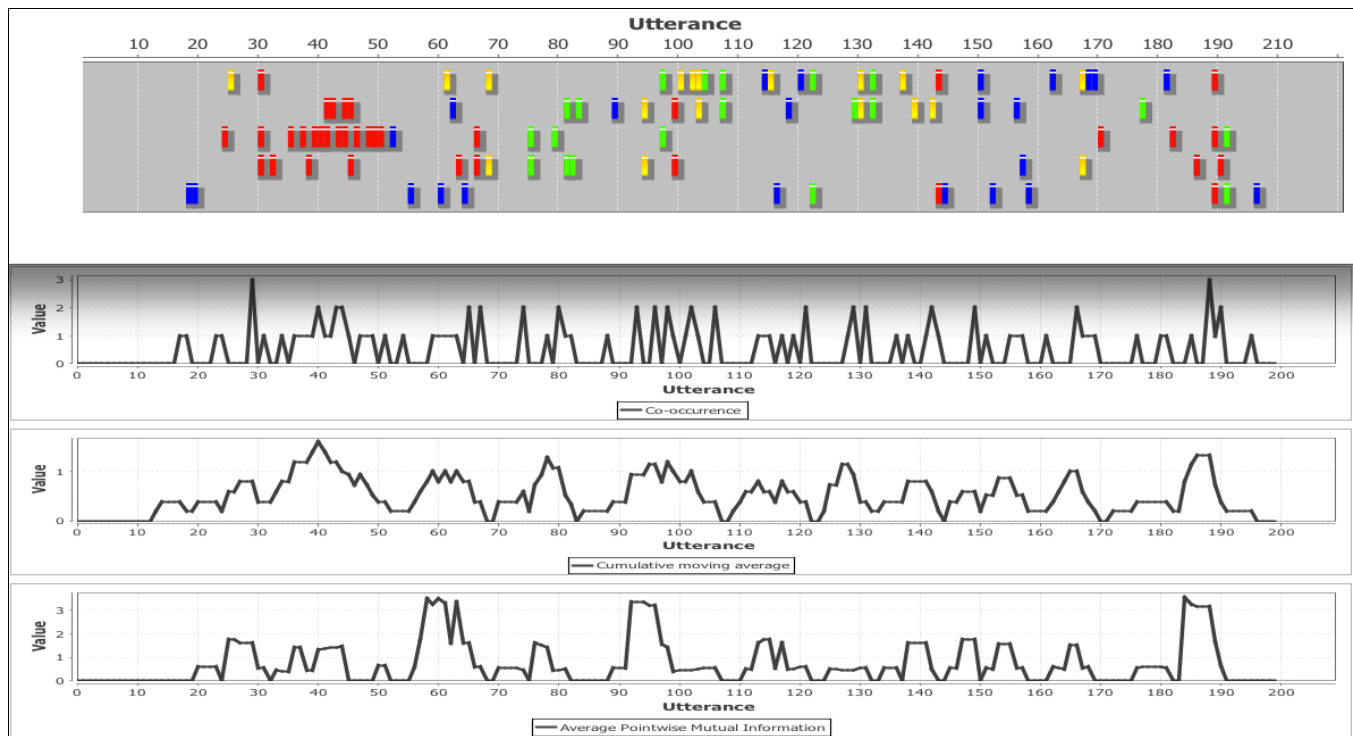 Utterance
10 20 30 40 50 60 70 80 90 100 110 120 130 140 150 160 170 180 190 210
Value
3
2
1
0
0 10 20 30 40 50 60 70 80 90 100 110 120 130 140 150 160 170 180 190 200
Utterance
Co-occurrence
Value
1
0
0 10 20 30 40 50 60 70 80 90 100 110 120 130 140 150 160 170 180 190 200
Utterance
Cumulative moving average
Value
3
2
1
0
0 10 20 30 40 50 60 70 80 90 100 110 120 130 140 150 160 170 180 190 200
Utterance
Average Pointwise Mutual Information